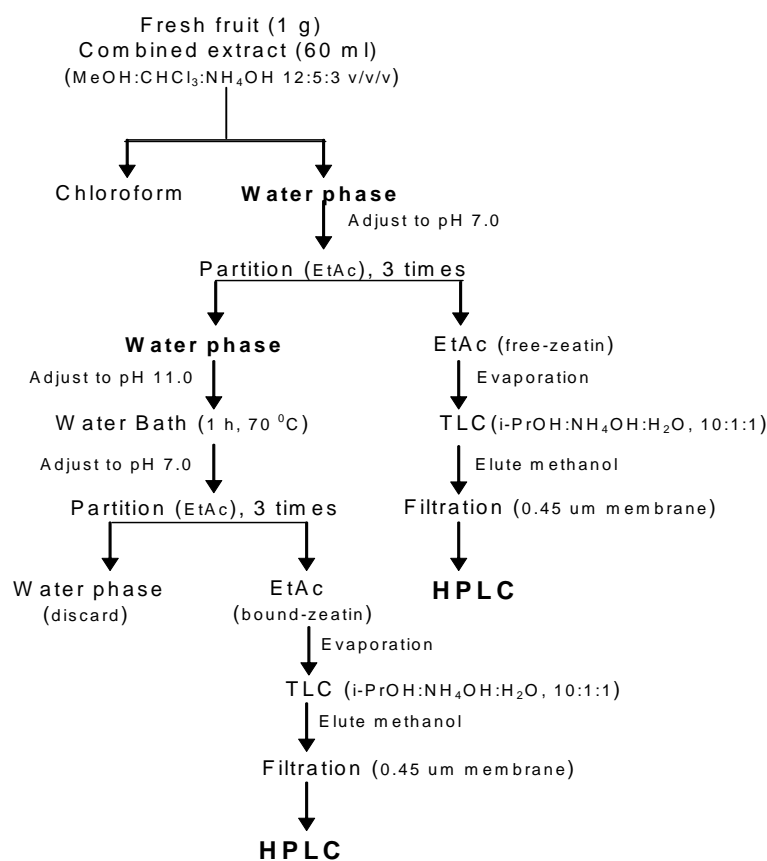 Fresh fruit (1 g)
Combined extract (60 ml)
(MeOH:CHCl₃:NH₄OH 12:5:3 v/v/v)
Chloroform
Water phase
Adjust to pH 7.0
Partition (EtAc), 3 times
Water phase
EtAc (free-zeatin)
Adjust to pH 11.0
Evaporation
Water Bath (1 h, 70 ⁰C)
TLC (i-PrOH:NH₄OH:H₂O, 10:1:1)
Adjust to pH 7.0
Elute methanol
Partition (EtAc), 3 times
Filtration (0.45 um membrane)
Water phase
(discard)
EtAc
(bound-zeatin)
HPLC
Evaporation
TLC (i-PrOH:NH₄OH:H₂O, 10:1:1)
Elute methanol
Filtration (0.45 um membrane)
HPLC